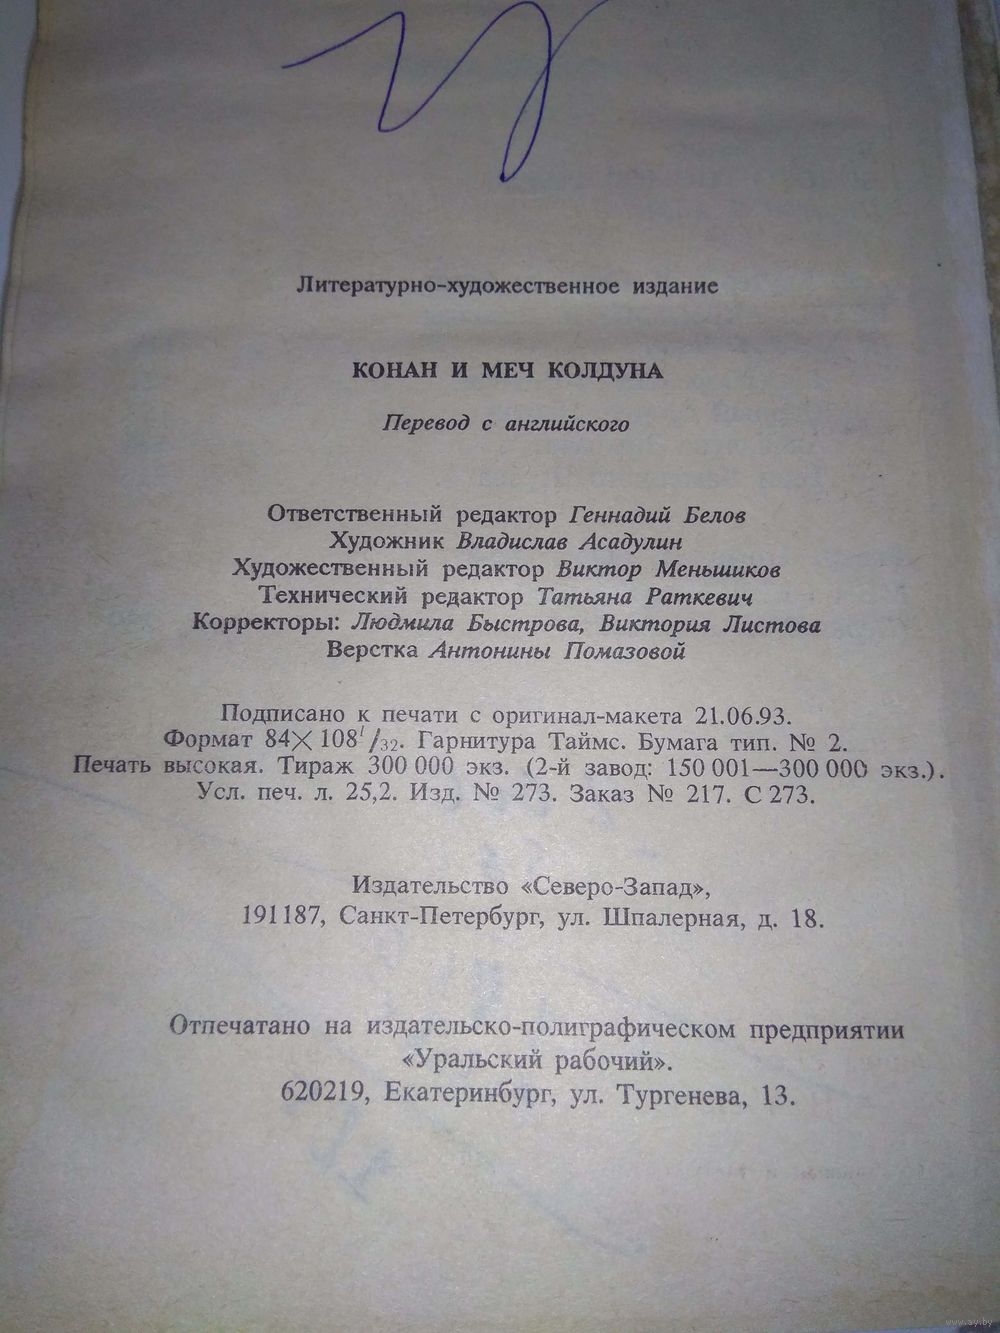 Литературно-художественное издание
КОНАН И МЕЧ КОЛДУНА
Перевод с английского
Ответственный редактор Геннадий Белов
Художник Владислав Асадулин
Художественный редактор Виктор Меньшиков
Технический редактор Татьяна Раткевич
Корректоры: Людмила Быстрова, Виктория Листова
Верстка Антонины Помазовой
Подписано к печати с оригинал-макета 21.06.93.
Формат 84×108¹/₃₂. Гарнитура Таймс. Бумага тип. № 2.
Печать высокая. Тираж 300 000 экз. (2-й завод: 150 001—300 000 экз.).
Усл. печ. л. 25,2. Изд. № 273. Заказ № 217. С 273.
Издательство «Северо-Запад»,
191187, Санкт-Петербург, ул. Шпалерная, д. 18.
Отпечатано на издательско-полиграфическом предприятии
«Уральский рабочий».
620219, Екатеринбург, ул. Тургенева, 13.
www.ay.by